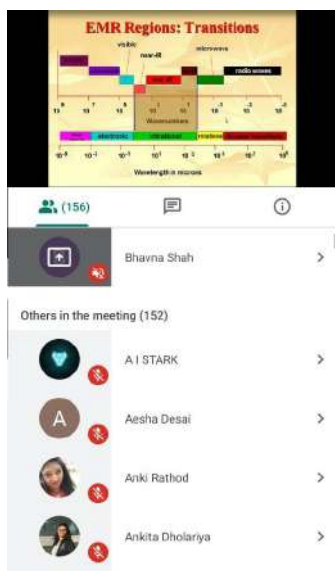 EMR Regions: Transitions
visible
near-IR
microwave
radio waves
Wavenumbers
electronic
vibrational
Wavelength in microns
(156)
Bhavna Shah
Others in the meeting (152)
A I STARK
A
Aesha Desai
Anki Rathod
Ankita Dholariya